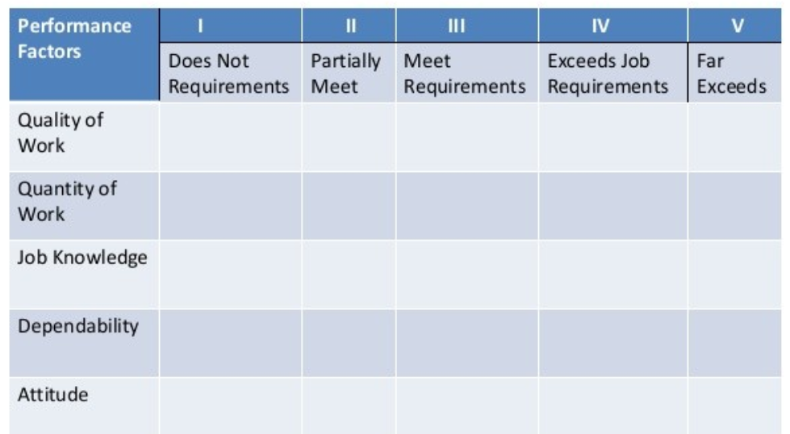 Performance
Factors
I II III IV V
Does Not
Requirements
Partially
Meet
Meet
Requirements
Exceeds Job
Requirements
Far
Exceeds
Quality of
Work
Quantity of
Work
Job Knowledge
Dependability
Attitude